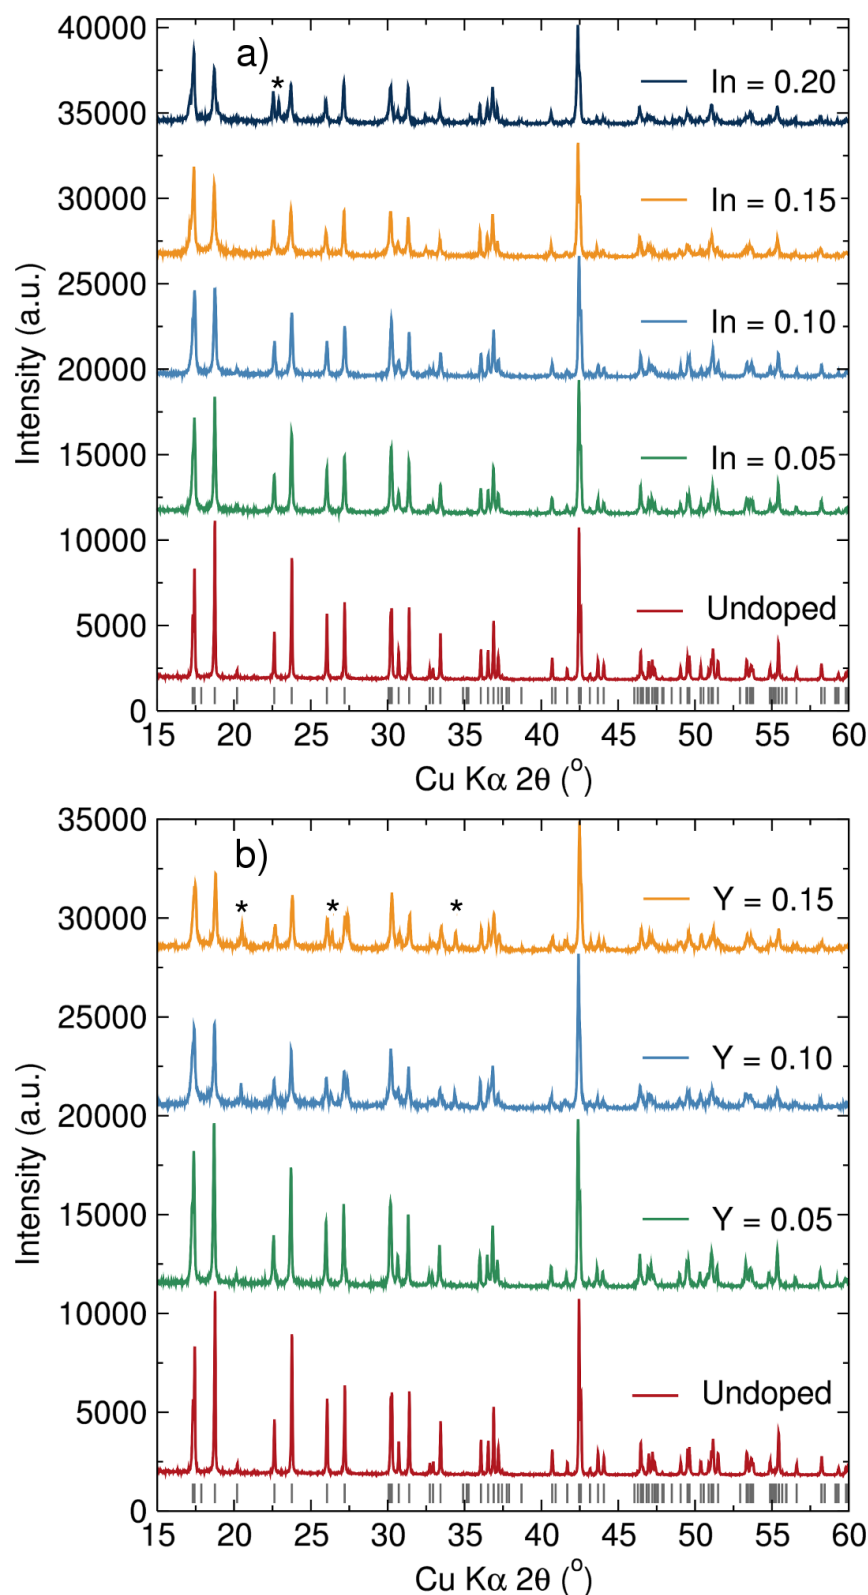 a)
40000
35000
30000
25000
20000
15000
10000
5000
0
Intensity (a.u.)
*
In = 0.20
In = 0.15
In = 0.10
In = 0.05
Undoped
15 20 25 30 35 40 45 50 55 60
Cu Kα 2θ (°)
b)
35000
30000
25000
20000
15000
10000
5000
0
Intensity (a.u.)
* * *
Y = 0.15
Y = 0.10
Y = 0.05
Undoped
15 20 25 30 35 40 45 50 55 60
Cu Kα 2θ (°)